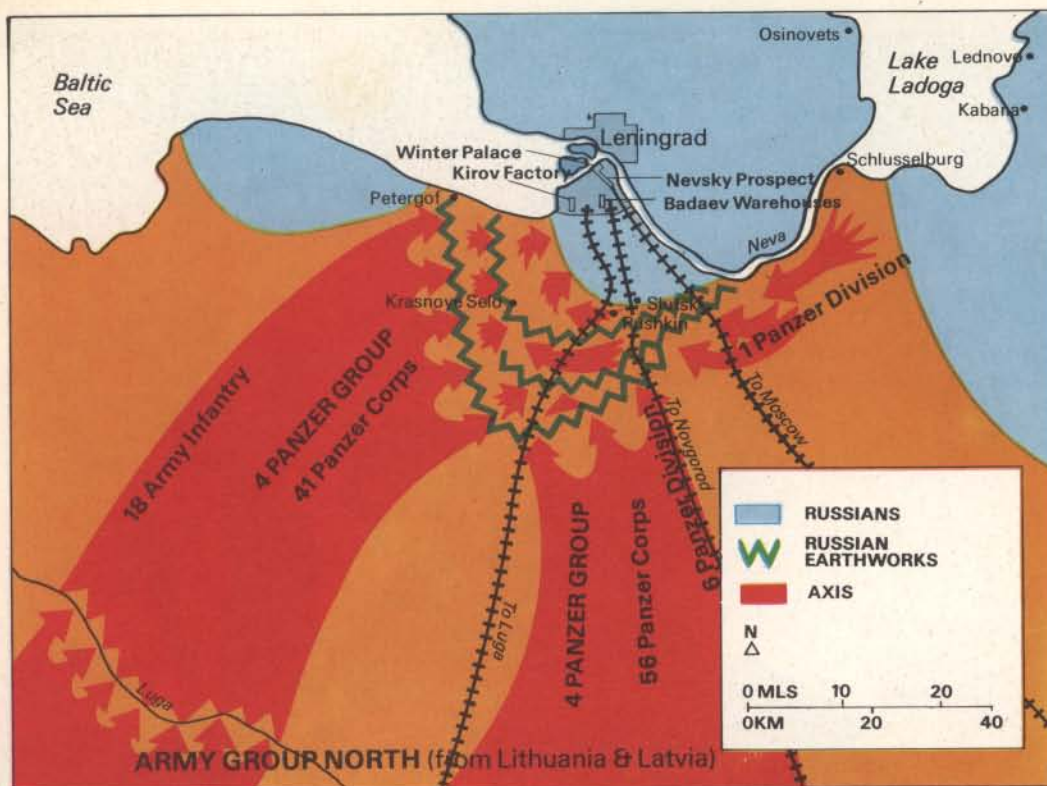 Baltic
Sea
Osinovets
Lake
Ladoga
Lednovo
Kabana
Leningrad
Winter Palace
Kirov Factory
Nevsky Prospect
Badaev Warehouses
Schlusselburg
Petergof
Neva
Krasnoye Selo
Slutsk
Pushkin
1 Panzer Division
18 Army Infantry
4 PANZER GROUP
41 Panzer Corps
To Moscow
To Novgorod
6 Panzer Division
4 PANZER GROUP
56 Panzer Corps
To Luga
Luga
ARMY GROUP NORTH (from Lithuania & Latvia)
RUSSIANS
RUSSIAN
EARTHWORKS
AXIS
N
0 MLS 10 20
0KM 20 40